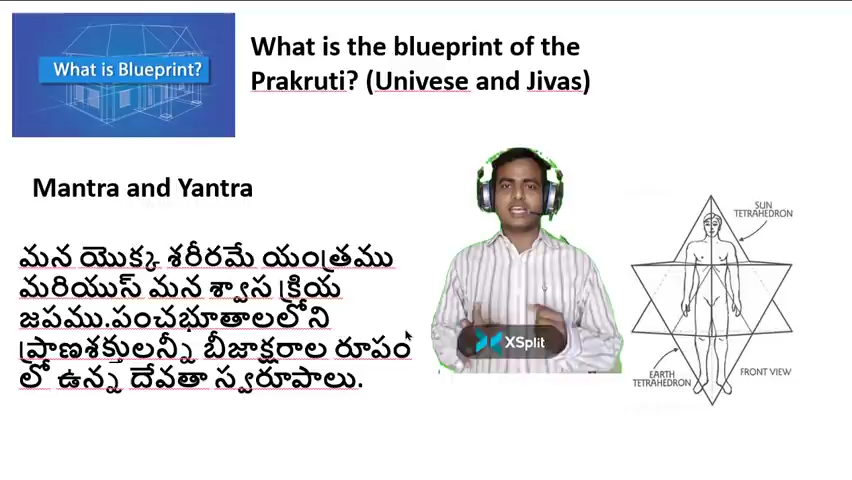 What is Blueprint?
What is the blueprint of the
Prakruti? (Univese and Jivas)
Mantra and Yantra
మన యొక్క శరీరమే యంత్రము
మరియుస్ మన శ్వాస క్రియ
జపము.పంచభూతాలలోని
ప్రాణశక్తులన్నీ బీజాక్షరాల రూపం
లో ఉన్న దేవతా స్వరూపాలు.
XSplit
SUN
TETRAHEDRON
EARTH
TETRAHEDRON
FRONT VIEW